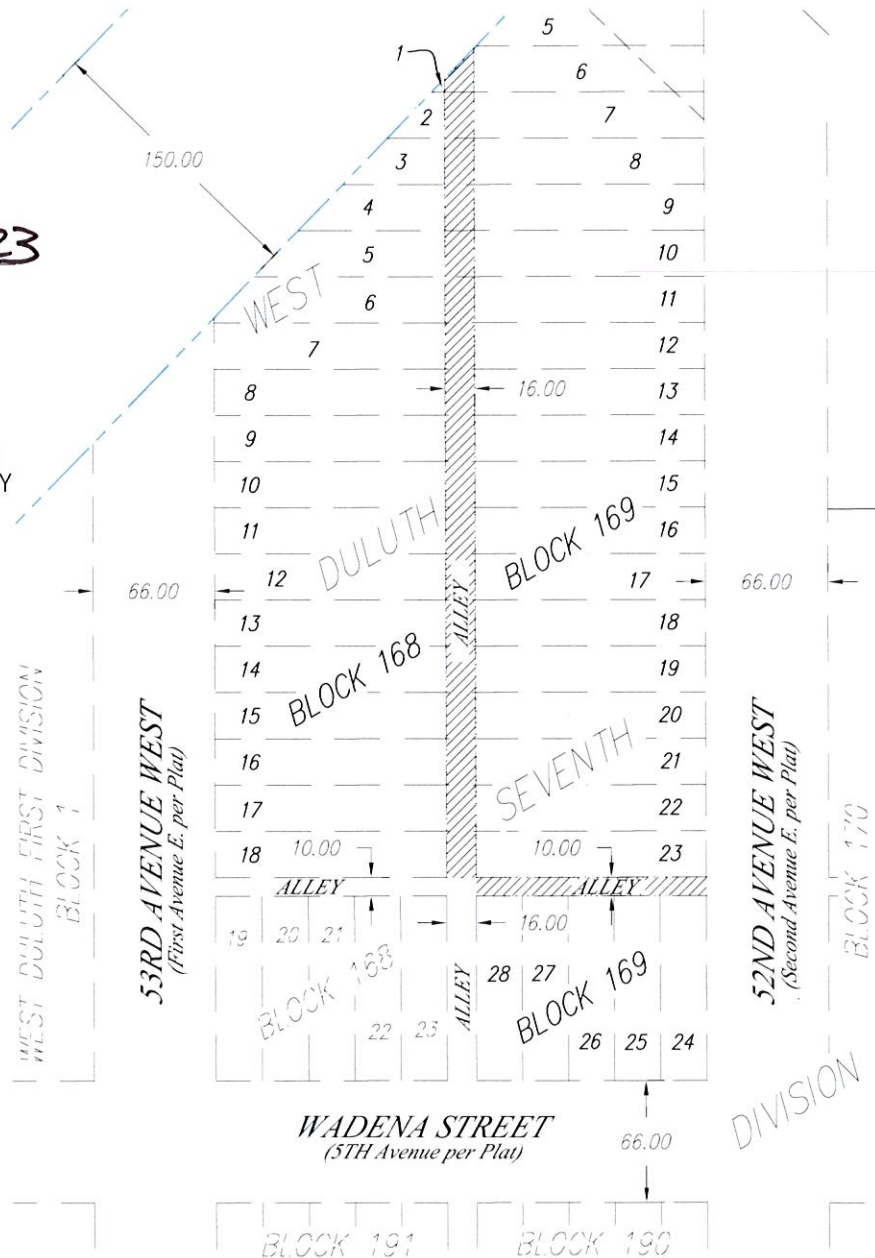 5
1
6
2
7
150.00
3
8
4
9
23
5
10
WEST
6
11
7
12
8
16.00
13
9
14
10
15
Y
11
DULUTH
BLOCK 169
16
66.00
12
17
66.00
ALLEY
13
18
14
BLOCK 168
19
15
20
16
SEVENTH
21
17
22
18
10.00
10.00
23
ALLEY
ALLEY
WEST DULUTH FIRST DIVISION
BLOCK 1
53RD AVENUE WEST
(First Avenue E. per Plat)
52ND AVENUE WEST
(Second Avenue E. per Plat)
BLOCK 170
16.00
19
20
21
BLOCK 168
22
23
ALLEY
28
27
BLOCK 169
26
25
24
WADENA STREET
(5TH Avenue per Plat)
66.00
DIVISION
BLOCK 191
BLOCK 190